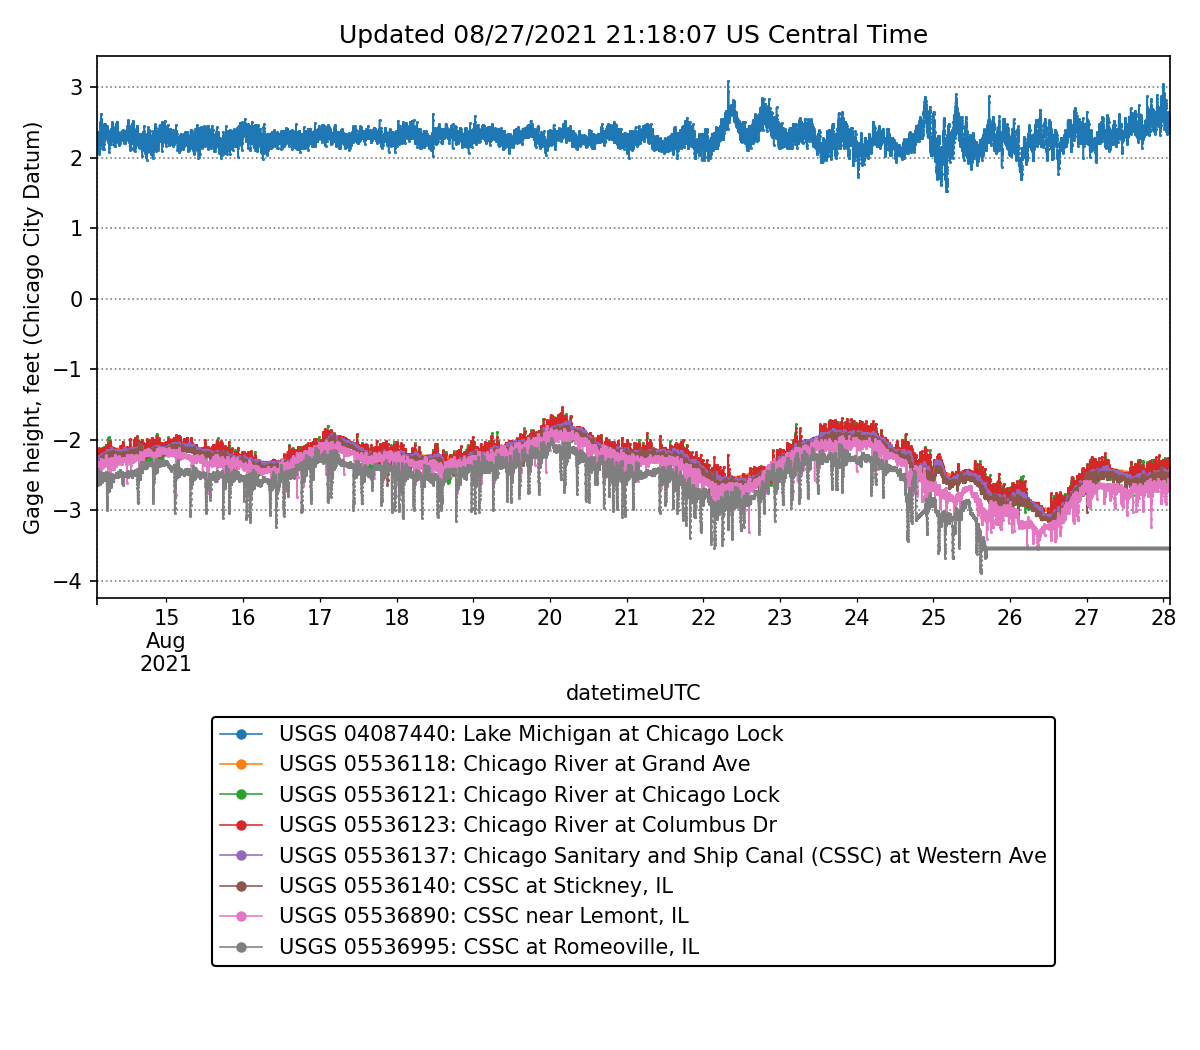 Updated 08/27/2021 21:18:07 US Central Time
Gage height, feet (Chicago City Datum)
3
2
1
0
−1
−2
−3
−4
15 16 17 18 19 20 21 22 23 24 25 26 27 28
Aug
2021
datetimeUTC
USGS 04087440: Lake Michigan at Chicago Lock
USGS 05536118: Chicago River at Grand Ave
USGS 05536121: Chicago River at Chicago Lock
USGS 05536123: Chicago River at Columbus Dr
USGS 05536137: Chicago Sanitary and Ship Canal (CSSC) at Western Ave
USGS 05536140: CSSC at Stickney, IL
USGS 05536890: CSSC near Lemont, IL
USGS 05536995: CSSC at Romeoville, IL